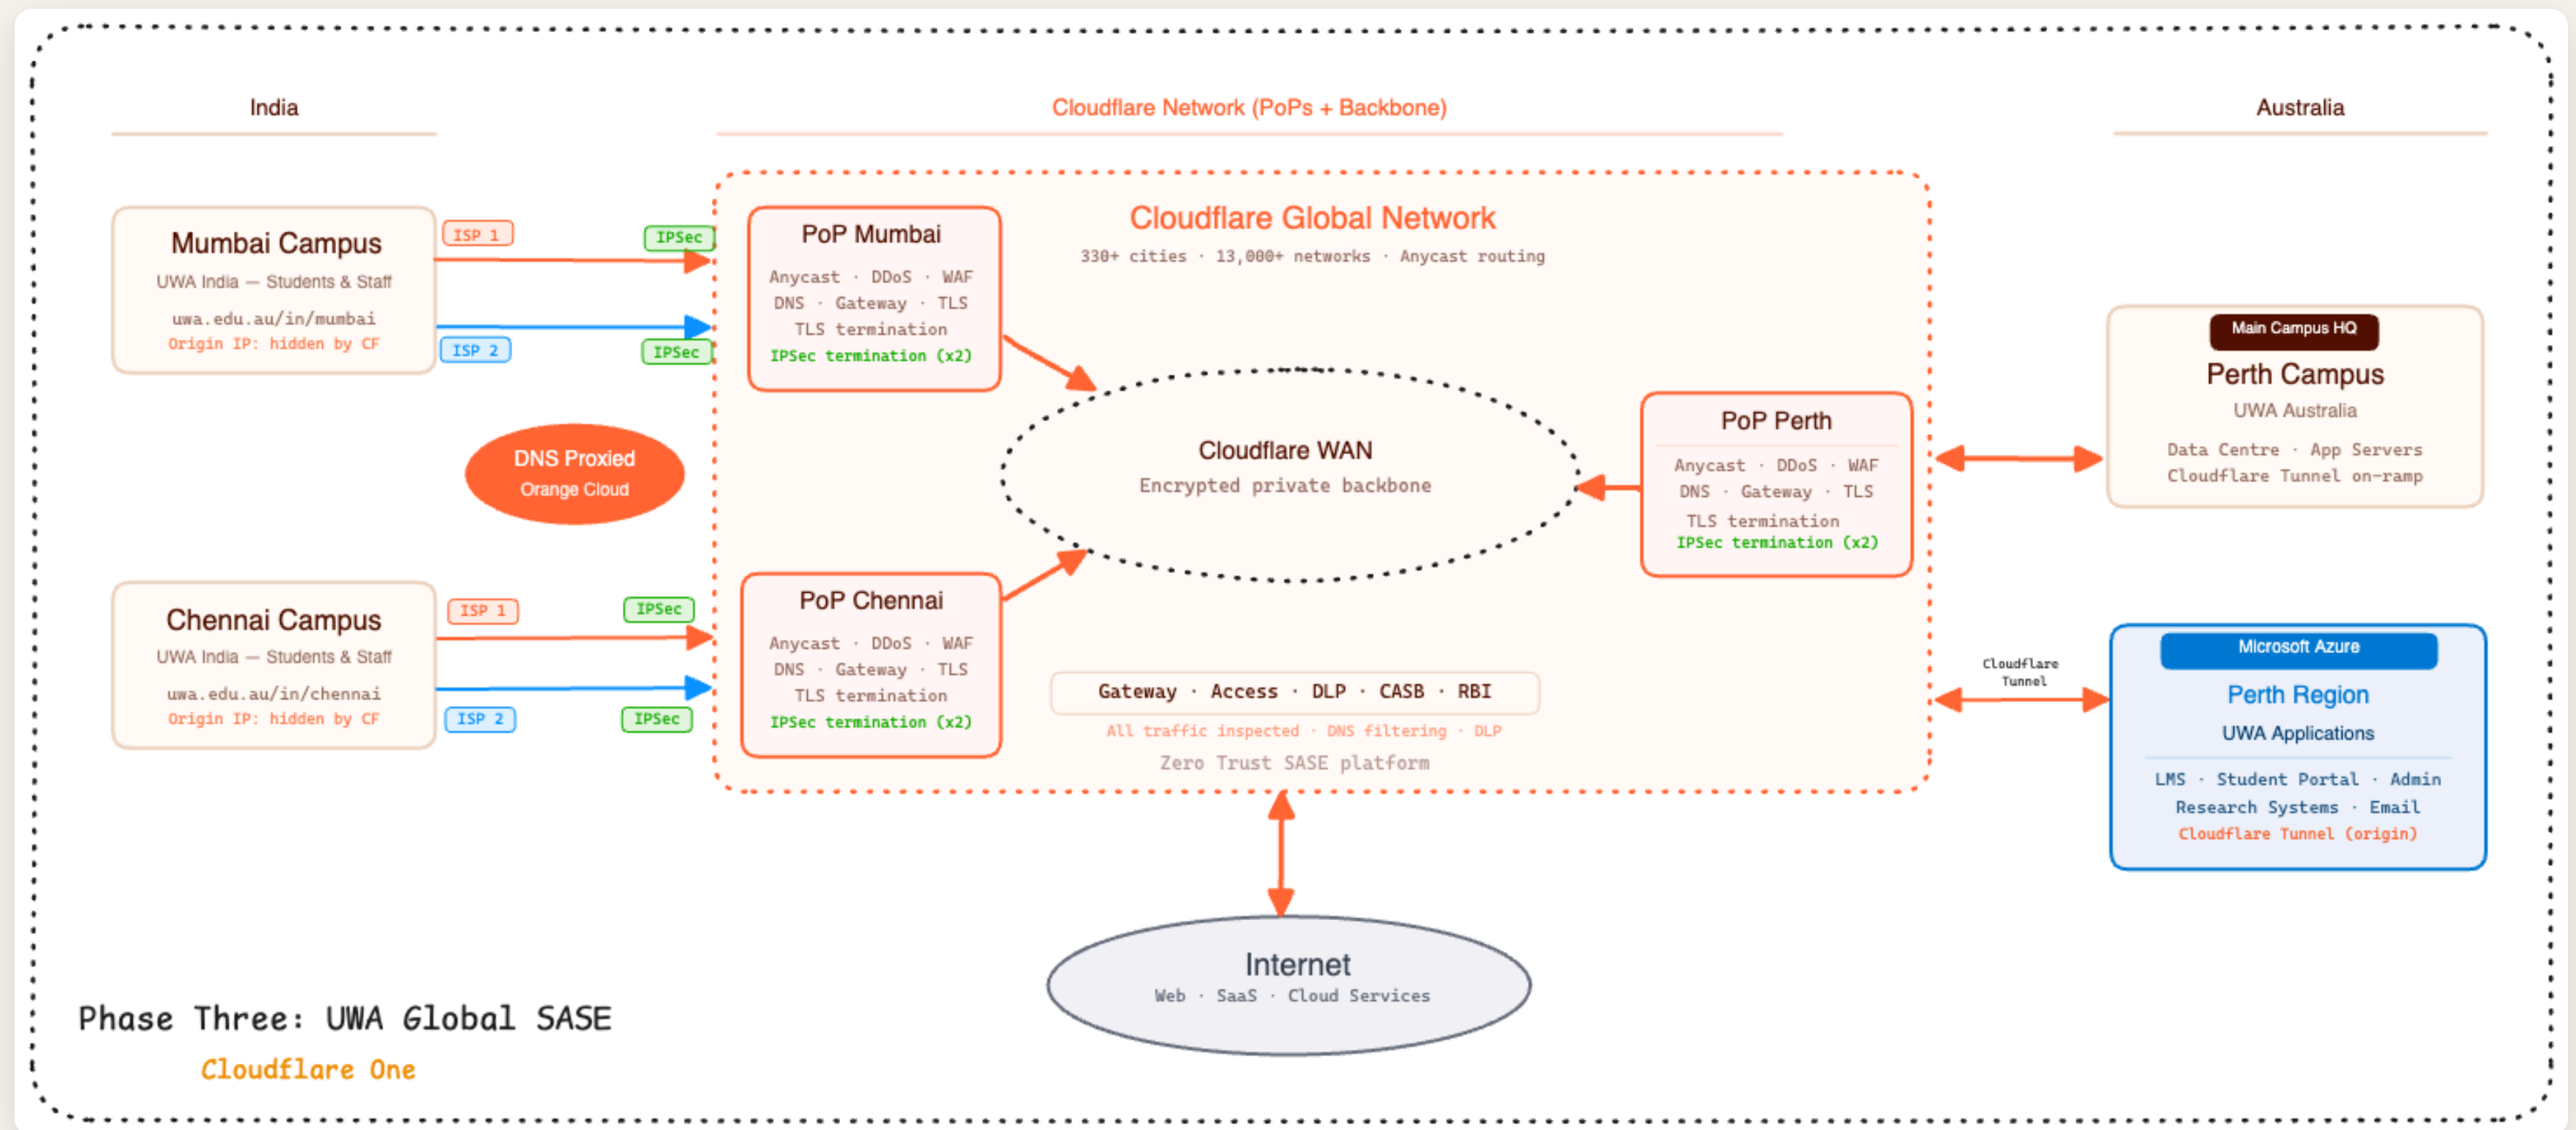 India
Cloudflare Network (PoPs + Backbone)
Australia
Mumbai Campus
UWA India — Students & Staff
uwa.edu.au/in/mumbai
Origin IP: hidden by CF
ISP 1
IPSec
ISP 2
IPSec
DNS Proxied
Orange Cloud
Chennai Campus
UWA India — Students & Staff
uwa.edu.au/in/chennai
Origin IP: hidden by CF
ISP 1
IPSec
ISP 2
IPSec
PoP Mumbai
Anycast · DDoS · WAF
DNS · Gateway · TLS
TLS termination
IPSec termination (x2)
Cloudflare Global Network
330+ cities · 13,000+ networks · Anycast routing
Cloudflare WAN
Encrypted private backbone
PoP Chennai
Anycast · DDoS · WAF
DNS · Gateway · TLS
TLS termination
IPSec termination (x2)
Gateway · Access · DLP · CASB · RBI
All traffic inspected · DNS filtering · DLP
Zero Trust SASE platform
PoP Perth
Anycast · DDoS · WAF
DNS · Gateway · TLS
TLS termination
IPSec termination (x2)
Main Campus HQ
Perth Campus
UWA Australia
Data Centre · App Servers
Cloudflare Tunnel on-ramp
Cloudflare
Tunnel
Microsoft Azure
Perth Region
UWA Applications
LMS · Student Portal · Admin
Research Systems · Email
Cloudflare Tunnel (origin)
Internet
Web · SaaS · Cloud Services
Phase Three: UWA Global SASE
Cloudflare One